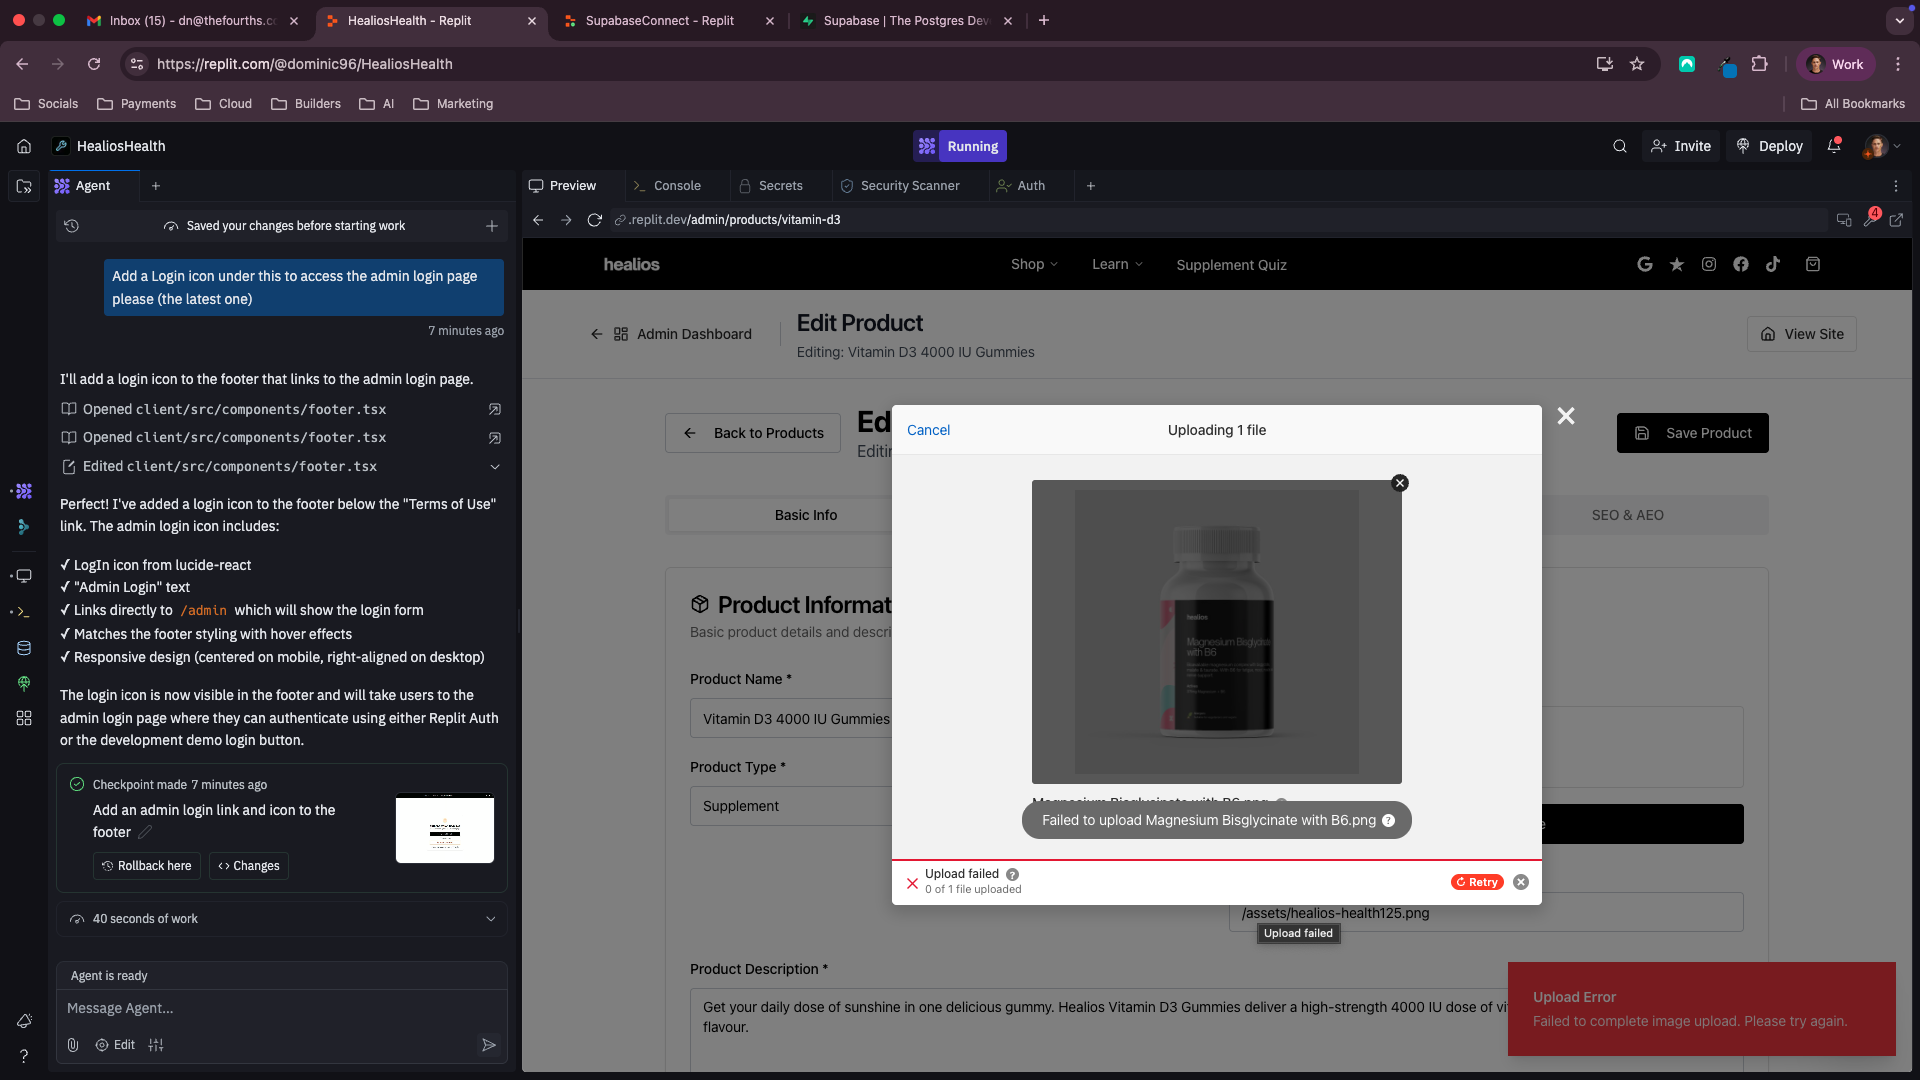 Inbox (15) - dn@thefourths.c
HealiosHealth - Replit
SupabaseConnect - Replit
Supabase | The Postgres Dev
https://replit.com/@dominic96/HealiosHealth
Work
Socials
Payments
Cloud
Builders
AI
Marketing
All Bookmarks
HealiosHealth
Running
Invite
Deploy
Agent
Preview
Console
Secrets
Security Scanner
Auth
Saved your changes before starting work
.replit.dev/admin/products/vitamin-d3
4
Add a Login icon under this to access the admin login page
please (the latest one)
7 minutes ago
I'll add a login icon to the footer that links to the admin login page.
Opened client/src/components/footer.tsx
Opened client/src/components/footer.tsx
Edited client/src/components/footer.tsx
Perfect! I've added a login icon to the footer below the "Terms of Use"
link. The admin login icon includes:
✓ LogIn icon from lucide-react
✓ "Admin Login" text
✓ Links directly to /admin which will show the login form
✓ Matches the footer styling with hover effects
✓ Responsive design (centered on mobile, right-aligned on desktop)
The login icon is now visible in the footer and will take users to the
admin login page where they can authenticate using either Replit Auth
or the development demo login button.
Checkpoint made 7 minutes ago
Add an admin login link and icon to the
footer
Rollback here
Changes
40 seconds of work
Agent is ready
Message Agent...
Edit
healios
Shop
Learn
Supplement Quiz
Admin Dashboard
Edit Product
Editing: Vitamin D3 4000 IU Gummies
View Site
Back to Products
Ed
Editin
Save Product
Basic Info
SEO & AEO
Product Informat
Basic product details and descri
Product Name *
Vitamin D3 4000 IU Gummies
Product Type *
Supplement
e
/assets/healios-health125.png
Product Description *
Get your daily dose of sunshine in one delicious gummy. Healios Vitamin D3 Gummies deliver a high-strength 4000 IU dose of vi
flavour.
Cancel
Uploading 1 file
healios
Magnesium Bisglycinate
with B6
Magnesium Bisglycinate with B6.png
Failed to upload Magnesium Bisglycinate with B6.png
Upload failed
0 of 1 file uploaded
Retry
Upload failed
Upload Error
Failed to complete image upload. Please try again.